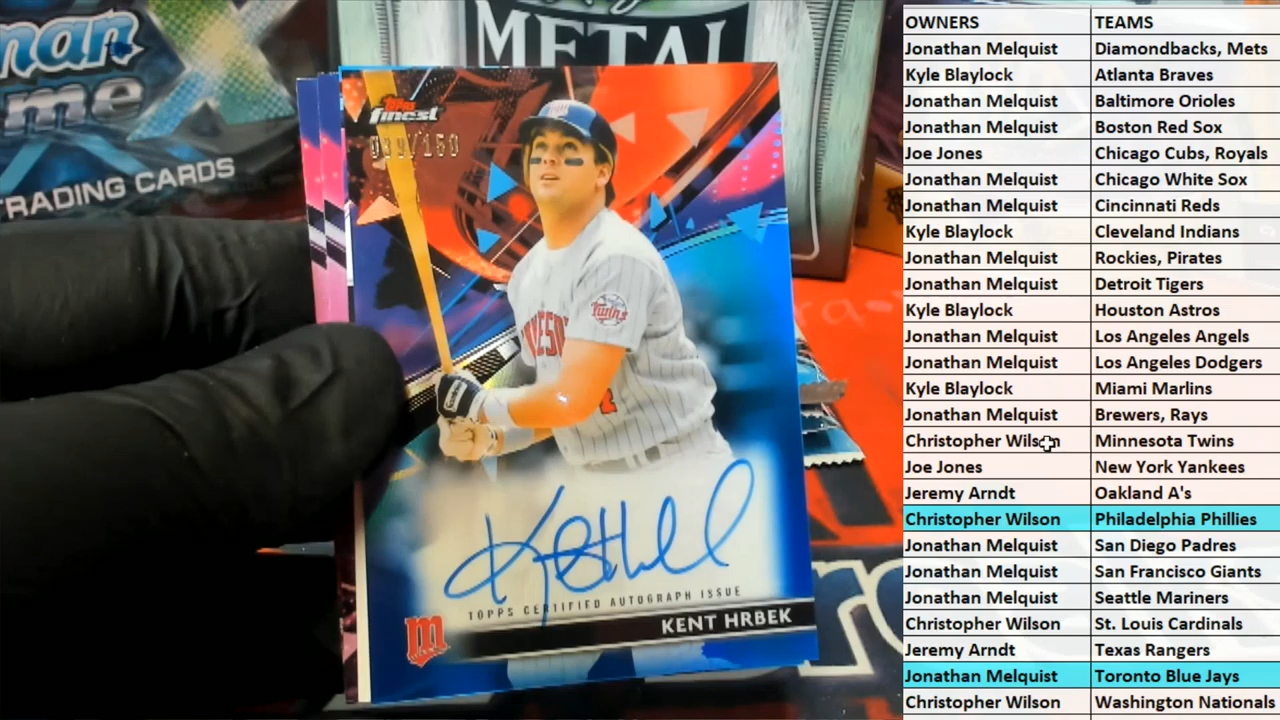 man
me
TRADING CARDS
METAL
Topps
finest
039/150
Twins
TOPPS CERTIFIED AUTOGRAPH ISSUE
KENT HRBEK
m
OWNERS TEAMS
Jonathan Melquist Diamondbacks, Mets
Kyle Blaylock Atlanta Braves
Jonathan Melquist Baltimore Orioles
Jonathan Melquist Boston Red Sox
Joe Jones Chicago Cubs, Royals
Jonathan Melquist Chicago White Sox
Jonathan Melquist Cincinnati Reds
Kyle Blaylock Cleveland Indians
Jonathan Melquist Rockies, Pirates
Jonathan Melquist Detroit Tigers
Kyle Blaylock Houston Astros
Jonathan Melquist Los Angeles Angels
Jonathan Melquist Los Angeles Dodgers
Kyle Blaylock Miami Marlins
Jonathan Melquist Brewers, Rays
Christopher Wilson Minnesota Twins
Joe Jones New York Yankees
Jeremy Arndt Oakland A's
Christopher Wilson Philadelphia Phillies
Jonathan Melquist San Diego Padres
Jonathan Melquist San Francisco Giants
Jonathan Melquist Seattle Mariners
Christopher Wilson St. Louis Cardinals
Jeremy Arndt Texas Rangers
Jonathan Melquist Toronto Blue Jays
Christopher Wilson Washington Nationals